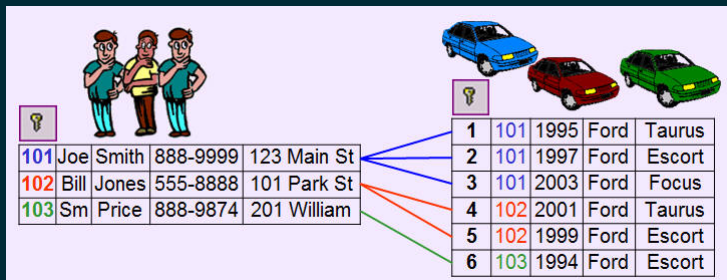 101 Joe Smith 888-9999 123 Main St
102 Bill Jones 555-8888 101 Park St
103 Sm Price 888-9874 201 William
1 101 1995 Ford Taurus
2 101 1997 Ford Escort
3 101 2003 Ford Focus
4 102 2001 Ford Taurus
5 102 1999 Ford Escort
6 103 1994 Ford Escort